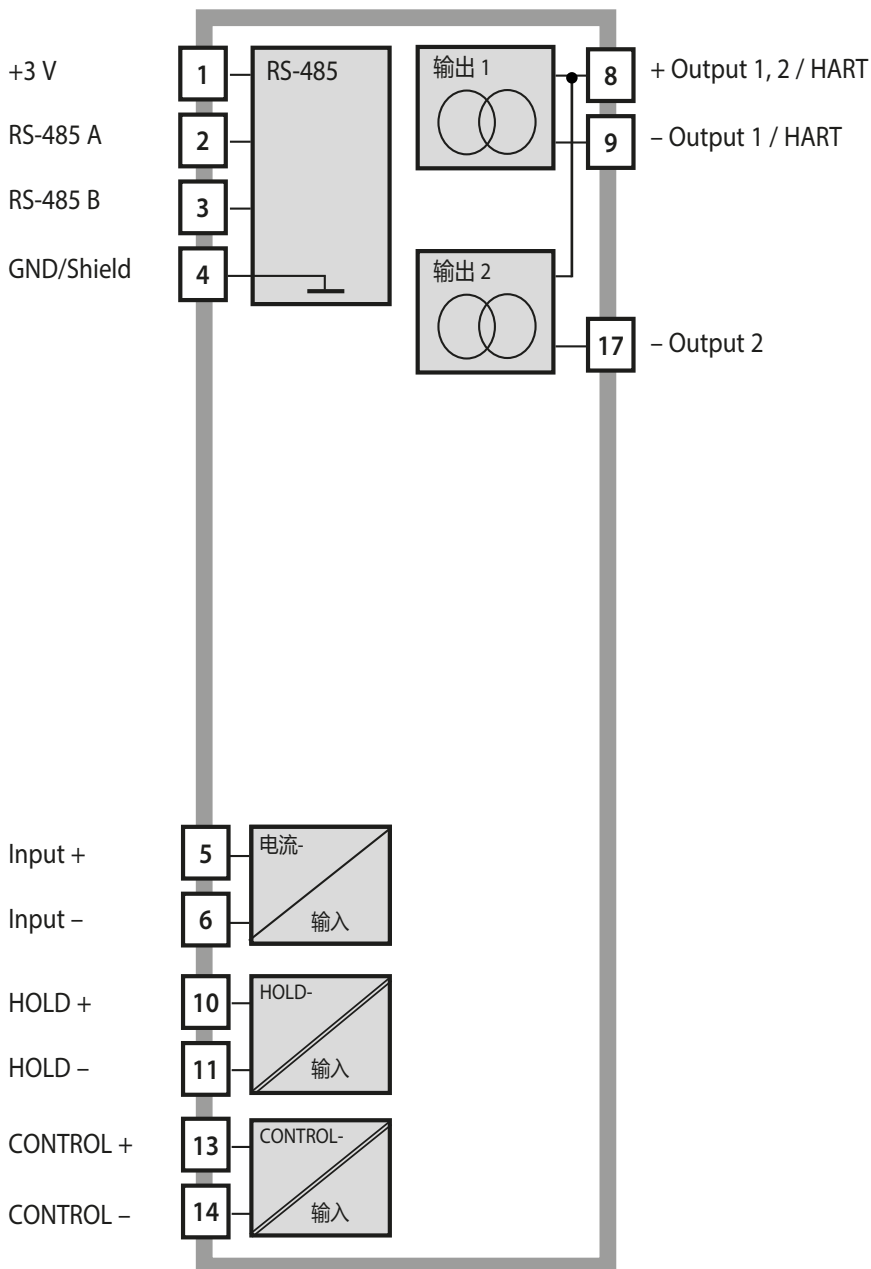 +3 V
1
RS-485
RS-485 A
2
RS-485 B
3
GND/Shield
4
输出 1
8
+ Output 1, 2 / HART
9
– Output 1 / HART
输出 2
17
– Output 2
Input +
5
电流-
Input –
6
输入
HOLD +
10
HOLD-
HOLD –
11
输入
CONTROL +
13
CONTROL-
CONTROL –
14
输入